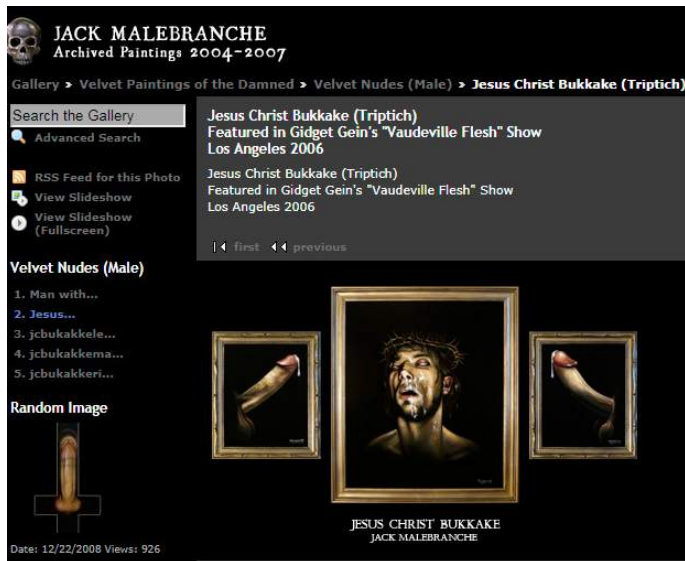 JACK MALEBRANCHE
Archived Paintings 2004-2007
Gallery > Velvet Paintings of the Damned > Velvet Nudes (Male) > Jesus Christ Bukkake (Triptich)
Search the Gallery
Advanced Search
RSS Feed for this Photo
View Slideshow
View Slideshow
(Fullscreen)
Velvet Nudes (Male)
1. Man with...
2. Jesus...
3. jcbukakkele...
4. jcbukakkema...
5. jcbukakkeri...
Random Image
Date: 12/22/2008 Views: 926
Jesus Christ Bukkake (Triptich)
Featured in Gidget Gein's "Vaudeville Flesh" Show
Los Angeles 2006
Jesus Christ Bukkake (Triptich)
Featured in Gidget Gein's "Vaudeville Flesh" Show
Los Angeles 2006
first previous
JESUS CHRIST BUKKAKE
JACK MALEBRANCHE